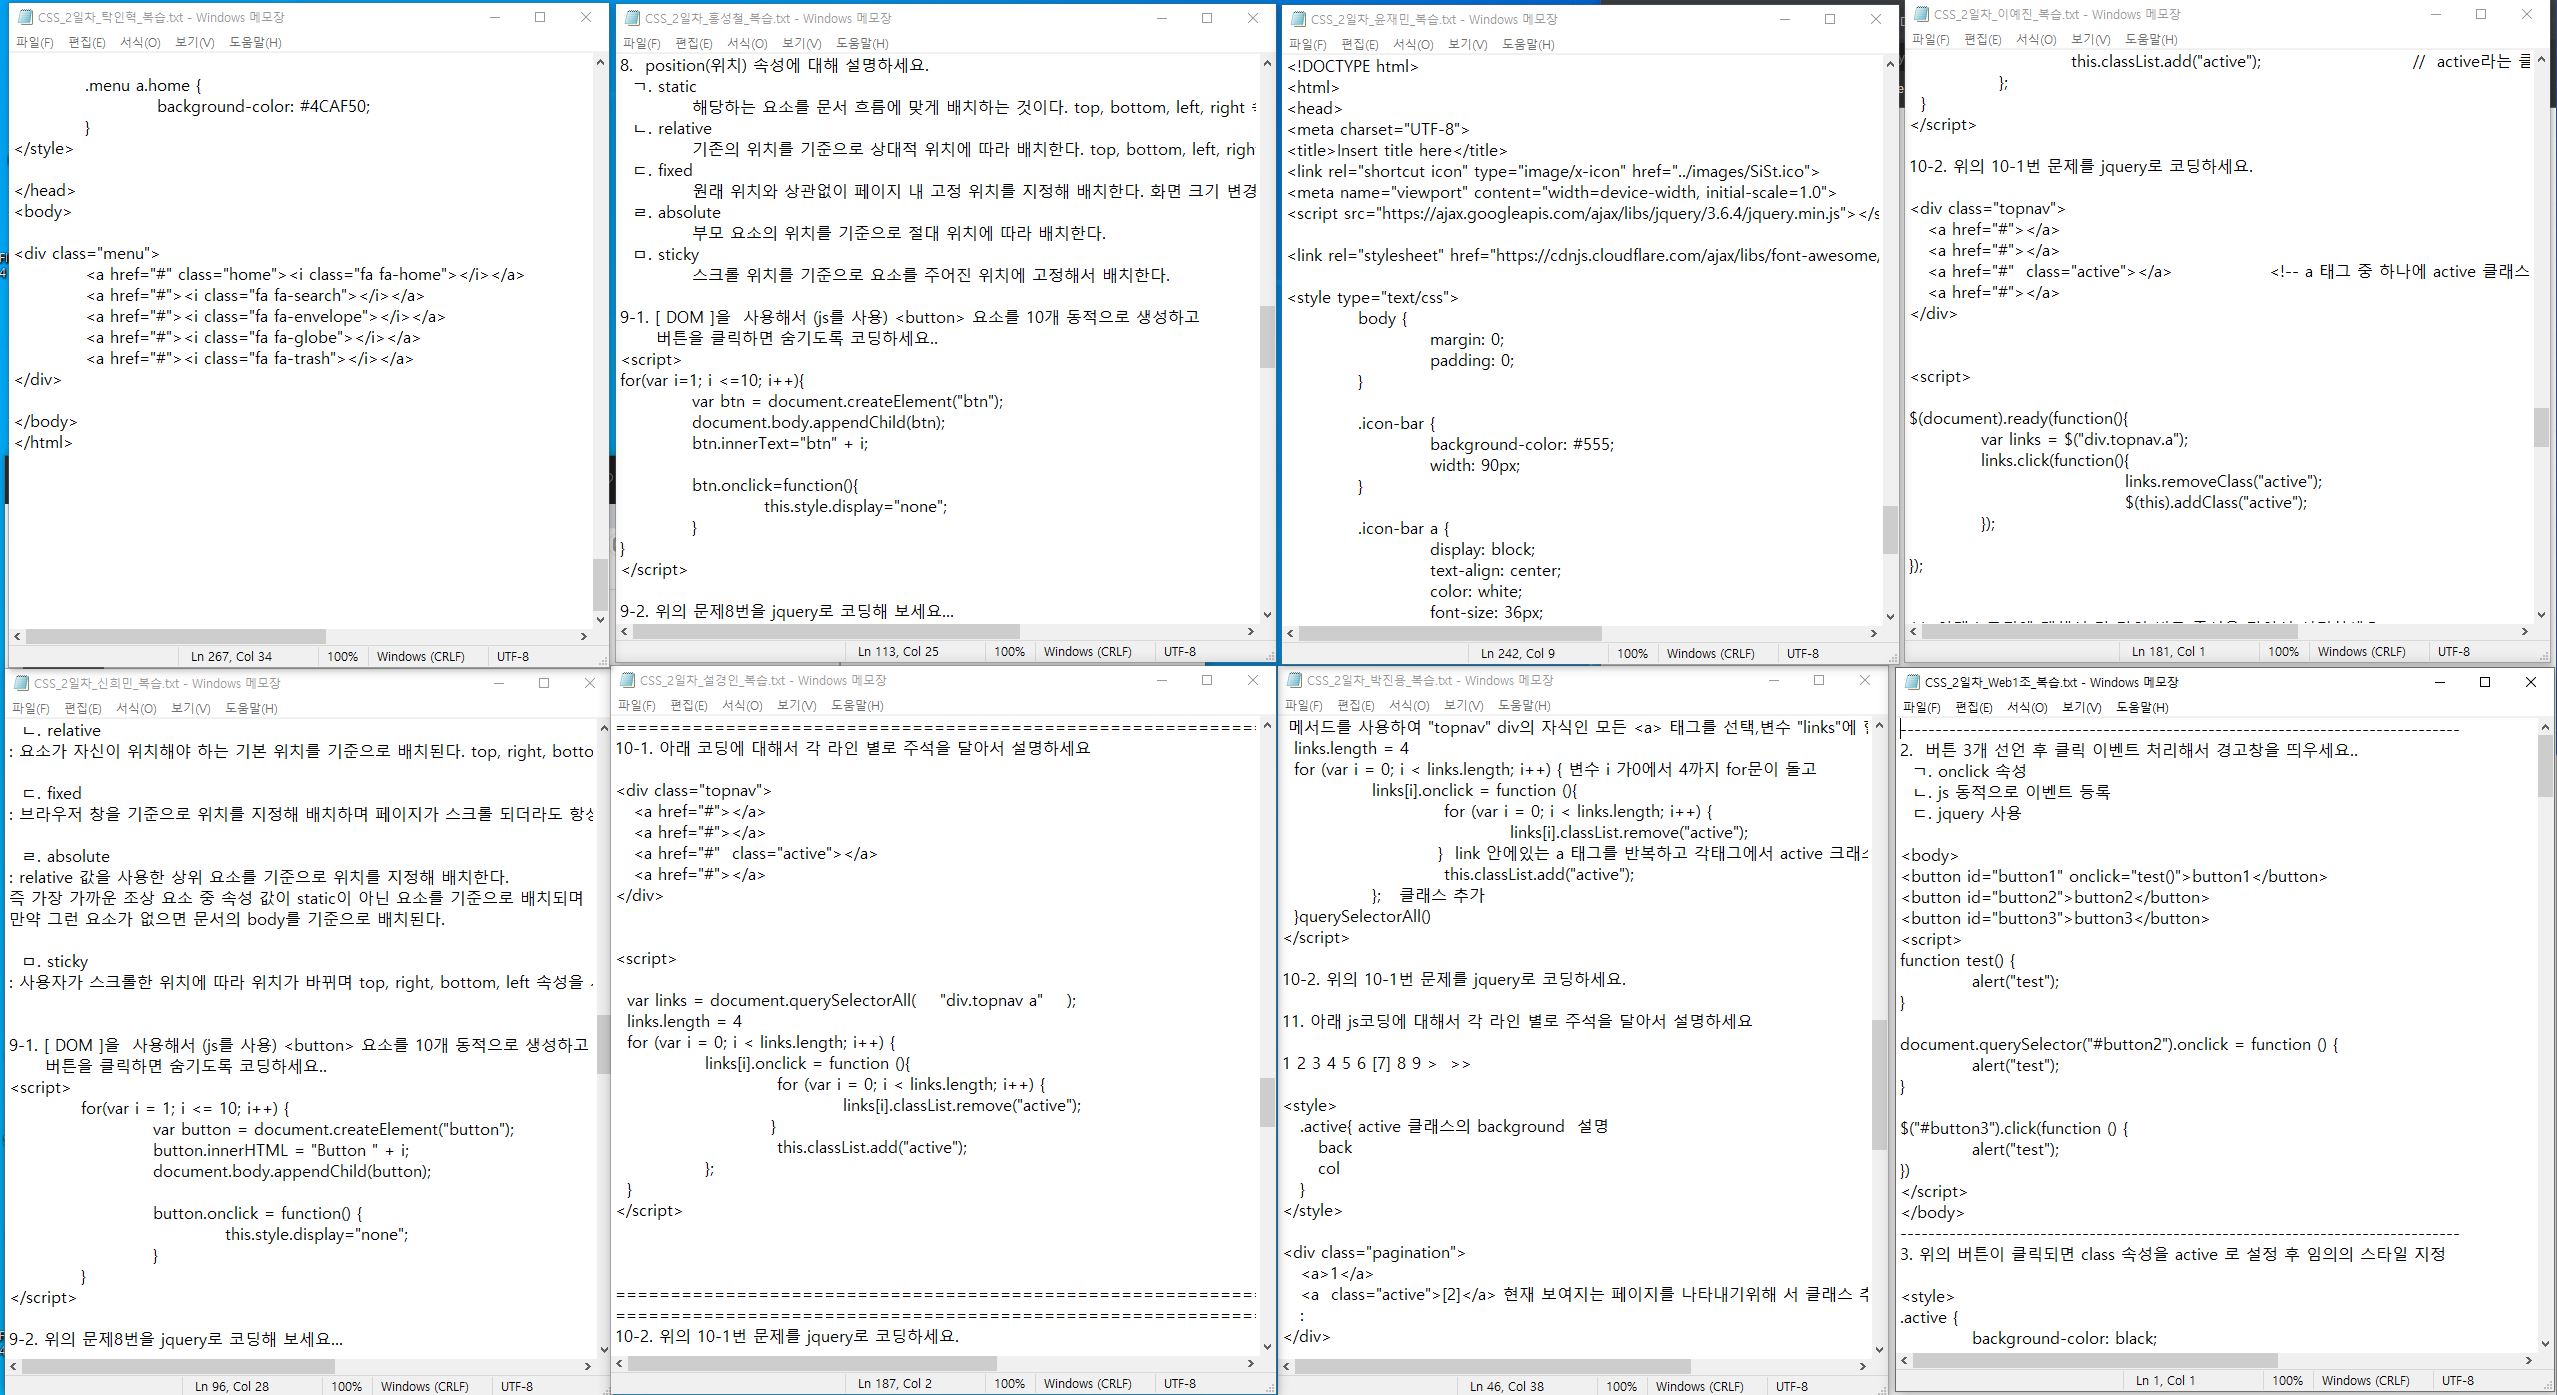 CSS_2일차_탁인혁_복습.txt - Windows 메모장
파일(F) 편집(E) 서식(O) 보기(V) 도움말(H)
.menu a.home {
background-color: #4CAF50;
}
</style>
</head>
<body>
<div class="menu">
<a href="#" class="home"><i class="fa fa-home"></i></a>
<a href="#"><i class="fa fa-search"></i></a>
<a href="#"><i class="fa fa-envelope"></i></a>
<a href="#"><i class="fa fa-globe"></i></a>
<a href="#"><i class="fa fa-trash"></i></a>
</div>
</body>
</html>
Ln 267, Col 34 100% Windows (CRLF) UTF-8
CSS_2일차_홍성철_복습.txt - Windows 메모장
파일(F) 편집(E) 서식(O) 보기(V) 도움말(H)
8. position(위치) 속성에 대해 설명하세요.
ㄱ. static
해당하는 요소를 문서 흐름에 맞게 배치하는 것이다. top, bottom, left, right
ㄴ. relative
기존의 위치를 기준으로 상대적 위치에 따라 배치한다. top, bottom, left, righ
ㄷ. fixed
원래 위치와 상관없이 페이지 내 고정 위치를 지정해 배치한다. 화면 크기 변경
ㄹ. absolute
부모 요소의 위치를 기준으로 절대 위치에 따라 배치한다.
ㅁ. sticky
스크롤 위치를 기준으로 요소를 주어진 위치에 고정해서 배치한다.
9-1. [ DOM ]을 사용해서 (js를 사용) <button> 요소를 10개 동적으로 생성하고
버튼을 클릭하면 숨기도록 코딩하세요..
<script>
for(var i=1; i <=10; i++){
var btn = document.createElement("btn");
document.body.appendChild(btn);
btn.innerText="btn" + i;
btn.onclick=function(){
this.style.display="none";
}
}
</script>
9-2. 위의 문제8번을 jquery로 코딩해 보세요...
Ln 113, Col 25 100% Windows (CRLF) UTF-8
CSS_2일차_윤재민_복습.txt - Windows 메모장
파일(F) 편집(E) 서식(O) 보기(V) 도움말(H)
<!DOCTYPE html>
<html>
<head>
<meta charset="UTF-8">
<title>Insert title here</title>
<link rel="shortcut icon" type="image/x-icon" href="../images/SiSt.ico">
<meta name="viewport" content="width=device-width, initial-scale=1.0">
<script src="https://ajax.googleapis.com/ajax/libs/jquery/3.6.4/jquery.min.js"></s
<link rel="stylesheet" href="https://cdnjs.cloudflare.com/ajax/libs/font-awesome/
<style type="text/css">
body {
margin: 0;
padding: 0;
}
.icon-bar {
background-color: #555;
width: 90px;
}
.icon-bar a {
display: block;
text-align: center;
color: white;
font-size: 36px;
Ln 242, Col 9 100% Windows (CRLF) UTF-8
CSS_2일차_이예진_복습.txt - Windows 메모장
파일(F) 편집(E) 서식(O) 보기(V) 도움말(H)
this.classList.add("active"); // active라는 클
};
}
</script>
10-2. 위의 10-1번 문제를 jquery로 코딩하세요.
<div class="topnav">
<a href="#"></a>
<a href="#"></a>
<a href="#" class="active"></a> <!-- a 태그 중 하나에 active 클래스
<a href="#"></a>
</div>
<script>
$(document).ready(function(){
var links = $("div.topnav.a");
links.click(function(){
links.removeClass("active");
$(this).addClass("active");
});
});
Ln 181, Col 1 100% Windows (CRLF) UTF-8
CSS_2일차_신희민_복습.txt - Windows 메모장
파일(F) 편집(E) 서식(O) 보기(V) 도움말(H)
ㄴ. relative
: 요소가 자신이 위치해야 하는 기본 위치를 기준으로 배치된다. top, right, botto
ㄷ. fixed
: 브라우저 창을 기준으로 위치를 지정해 배치하며 페이지가 스크롤 되더라도 항상
ㄹ. absolute
: relative 값을 사용한 상위 요소를 기준으로 위치를 지정해 배치한다.
즉 가장 가까운 조상 요소 중 속성 값이 static이 아닌 요소를 기준으로 배치되며
만약 그런 요소가 없으면 문서의 body를 기준으로 배치된다.
ㅁ. sticky
: 사용자가 스크롤한 위치에 따라 위치가 바뀌며 top, right, bottom, left 속성을
9-1. [ DOM ]을 사용해서 (js를 사용) <button> 요소를 10개 동적으로 생성하고
버튼을 클릭하면 숨기도록 코딩하세요..
<script>
for(var i = 1; i <= 10; i++) {
var button = document.createElement("button");
button.innerHTML = "Button " + i;
document.body.appendChild(button);
button.onclick = function() {
this.style.display="none";
}
}
</script>
9-2. 위의 문제8번을 jquery로 코딩해 보세요...
Ln 96, Col 28 100% Windows (CRLF) UTF-8
CSS_2일차_설경인_복습.txt - Windows 메모장
파일(F) 편집(E) 서식(O) 보기(V) 도움말(H)
==========================================================
10-1. 아래 코딩에 대해서 각 라인 별로 주석을 달아서 설명하세요
<div class="topnav">
<a href="#"></a>
<a href="#"></a>
<a href="#" class="active"></a>
<a href="#"></a>
</div>
<script>
var links = document.querySelectorAll( "div.topnav a" );
links.length = 4
for (var i = 0; i < links.length; i++) {
links[i].onclick = function (){
for (var i = 0; i < links.length; i++) {
links[i].classList.remove("active");
}
this.classList.add("active");
};
}
</script>
==========================================================
==========================================================
10-2. 위의 10-1번 문제를 jquery로 코딩하세요.
Ln 187, Col 2 100% Windows (CRLF) UTF-8
CSS_2일차_박진용_복습.txt - Windows 메모장
파일(F) 편집(E) 서식(O) 보기(V) 도움말(H)
메서드를 사용하여 "topnav" div의 자식인 모든 <a> 태그를 선택,변수 "links"에
links.length = 4
for (var i = 0; i < links.length; i++) { 변수 i 가0에서 4까지 for문이 돌고
links[i].onclick = function (){
for (var i = 0; i < links.length; i++) {
links[i].classList.remove("active");
} link 안에있는 a 태그를 반복하고 각태그에서 active 크래스
this.classList.add("active");
}; 클래스 추가
}querySelectorAll()
</script>
10-2. 위의 10-1번 문제를 jquery로 코딩하세요.
11. 아래 js코딩에 대해서 각 라인 별로 주석을 달아서 설명하세요
1 2 3 4 5 6 [7] 8 9 > >>
<style>
.active{ active 클래스의 background 설명
back
col
}
</style>
<div class="pagination">
<a>1</a>
<a class="active">[2]</a> 현재 보여지는 페이지를 나타내기위해 서 클래스 추
:
</div>
Ln 46, Col 38 100% Windows (CRLF) UTF-8
CSS_2일차_Web1조_복습.txt - Windows 메모장
파일(F) 편집(E) 서식(O) 보기(V) 도움말(H)
--------------------------------------------------------------------------------
2. 버튼 3개 선언 후 클릭 이벤트 처리해서 경고창을 띄우세요..
ㄱ. onclick 속성
ㄴ. js 동적으로 이벤트 등록
ㄷ. jquery 사용
<body>
<button id="button1" onclick="test()">button1</button>
<button id="button2">button2</button>
<button id="button3">button3</button>
<script>
function test() {
alert("test");
}
document.querySelector("#button2").onclick = function () {
alert("test");
}
$("#button3").click(function () {
alert("test");
})
</script>
</body>
--------------------------------------------------------------------------------
3. 위의 버튼이 클릭되면 class 속성을 active 로 설정 후 임의의 스타일 지정
<style>
.active {
background-color: black;
Ln 1, Col 1 100% Windows (CRLF) UTF-8